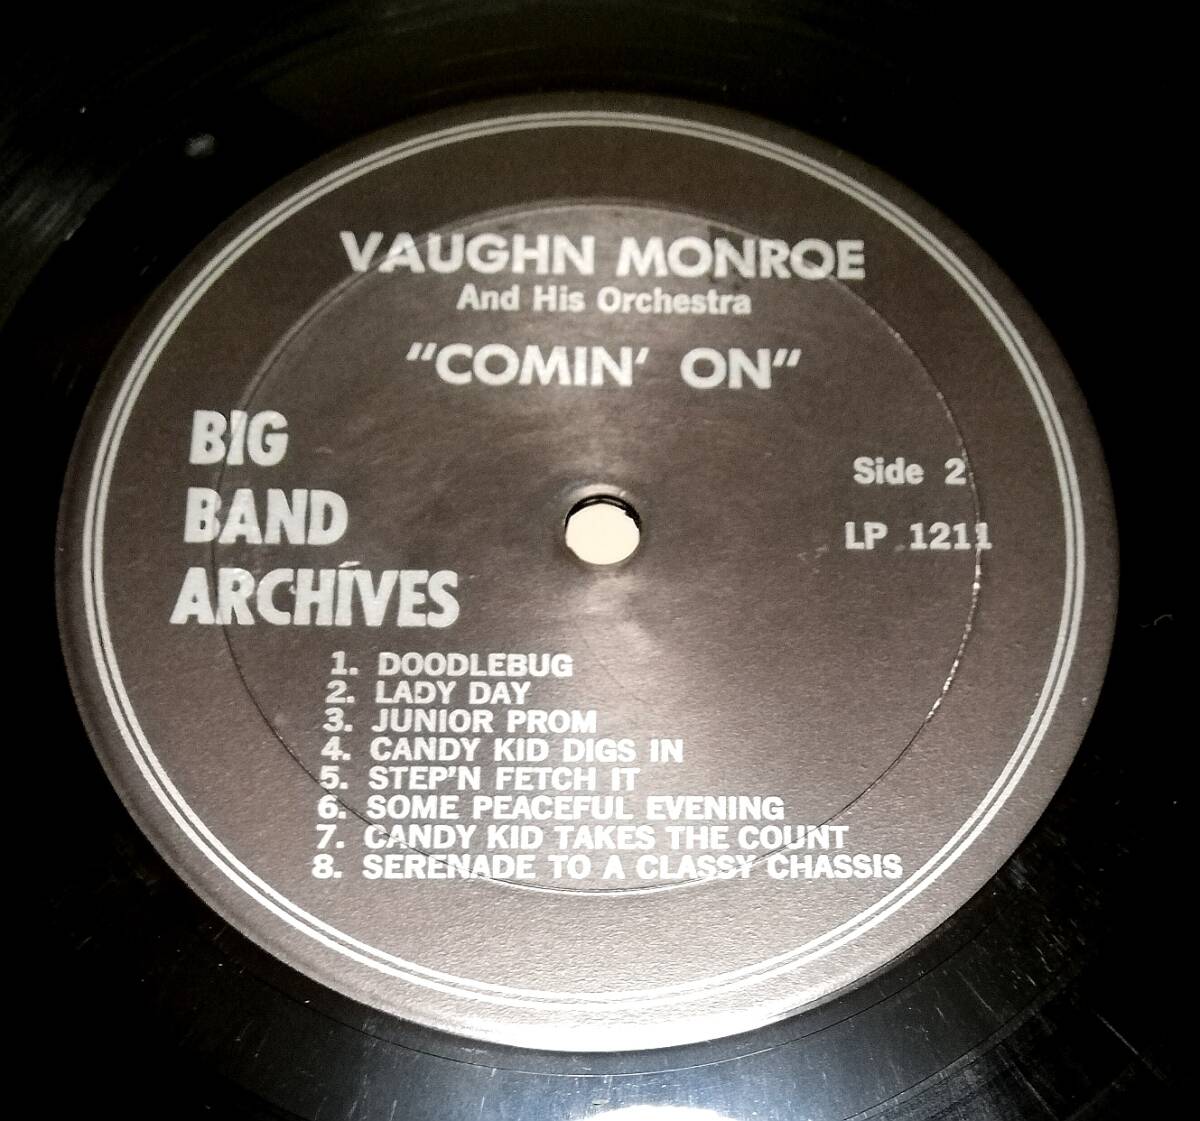 VAUGHN MONROE
And His Orchestra
"COMIN' ON"
BIG
BAND
ARCHIVES
Side 2
LP 1211
1. DOODLEBUG
2. LADY DAY
3. JUNIOR PROM
4. CANDY KID DIGS IN
5. STEP'N FETCH IT
6. SOME PEACEFUL EVENING
7. CANDY KID TAKES THE COUNT
8. SERENADE TO A CLASSY CHASSIS